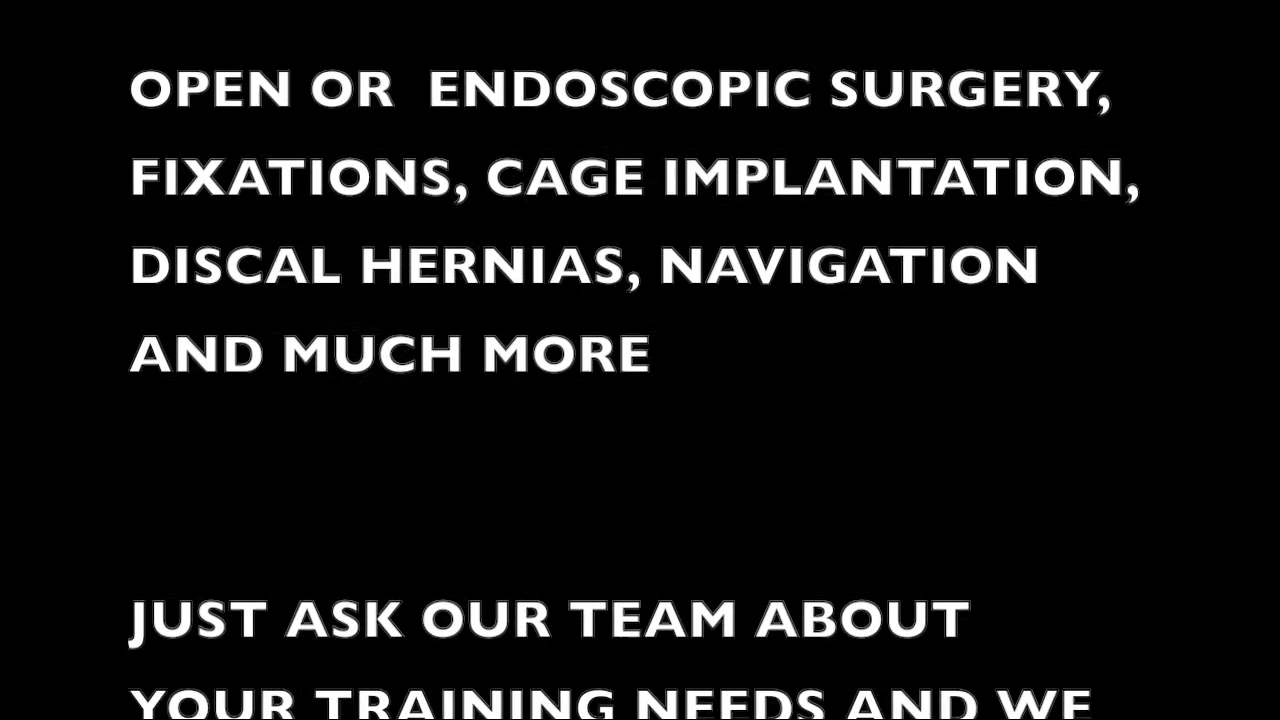 OPEN OR ENDOSCOPIC SURGERY,
FIXATIONS, CAGE IMPLANTATION,
DISCAL HERNIAS, NAVIGATION
AND MUCH MORE
JUST ASK OUR TEAM ABOUT
YOUR TRAINING NEEDS AND WE